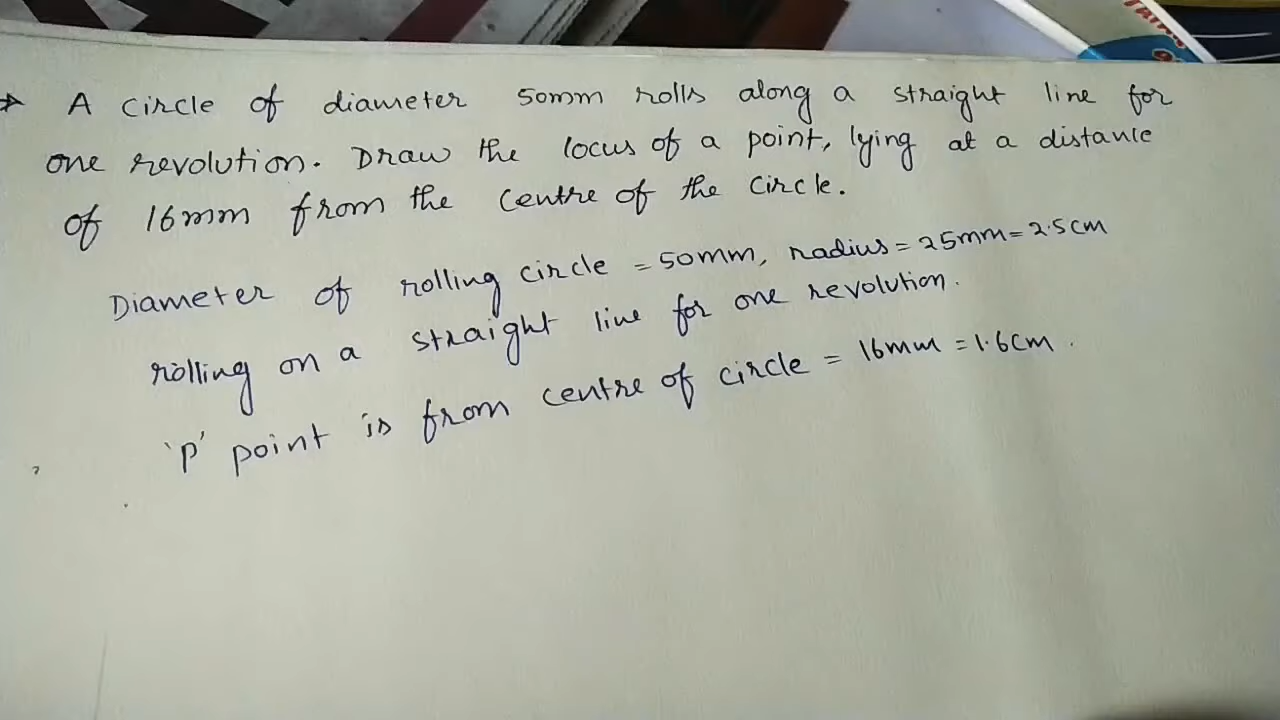 * A circle of diameter 50mm rolls along a straight line for
one revolution. Draw the locus of a point, lying at a distance
of 16mm from the centre of the circle.
Diameter of rolling circle = 50mm, radius = 25mm = 2.5cm
rolling on a straight line for one revolution.
'P' point is from centre of circle = 16mm = 1.6cm.